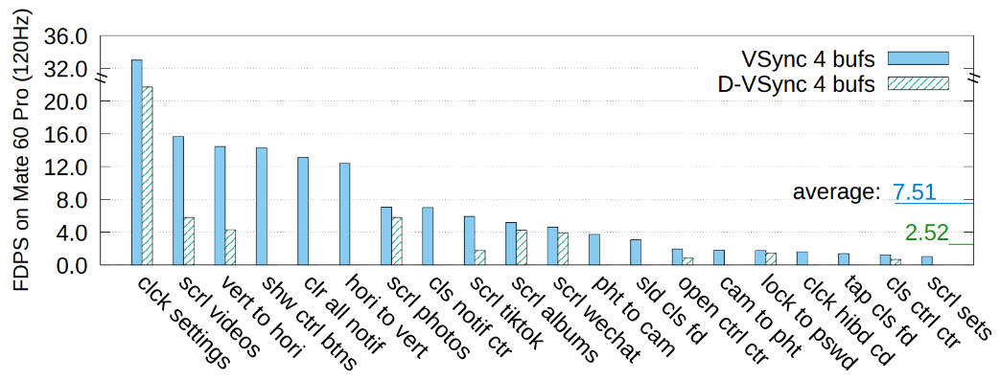 FDPS on Mate 60 Pro (120Hz)
36.0
32.0
20.0
16.0
12.0
8.0
4.0
0.0
VSync 4 bufs
D-VSync 4 bufs
average: 7.51
2.52
clck settings
scrl videos
vert to hori
shw ctrl btns
clr all notif
hori to vert
scrl photos
cls notif ctr
scrl tiktok
scrl albums
scrl wechat
pht to cam
sld cls fd
open ctrl ctr
cam to pht
lock to pswd
clck hibd cd
tap cls fd
cls ctrl ctr
scrl sets